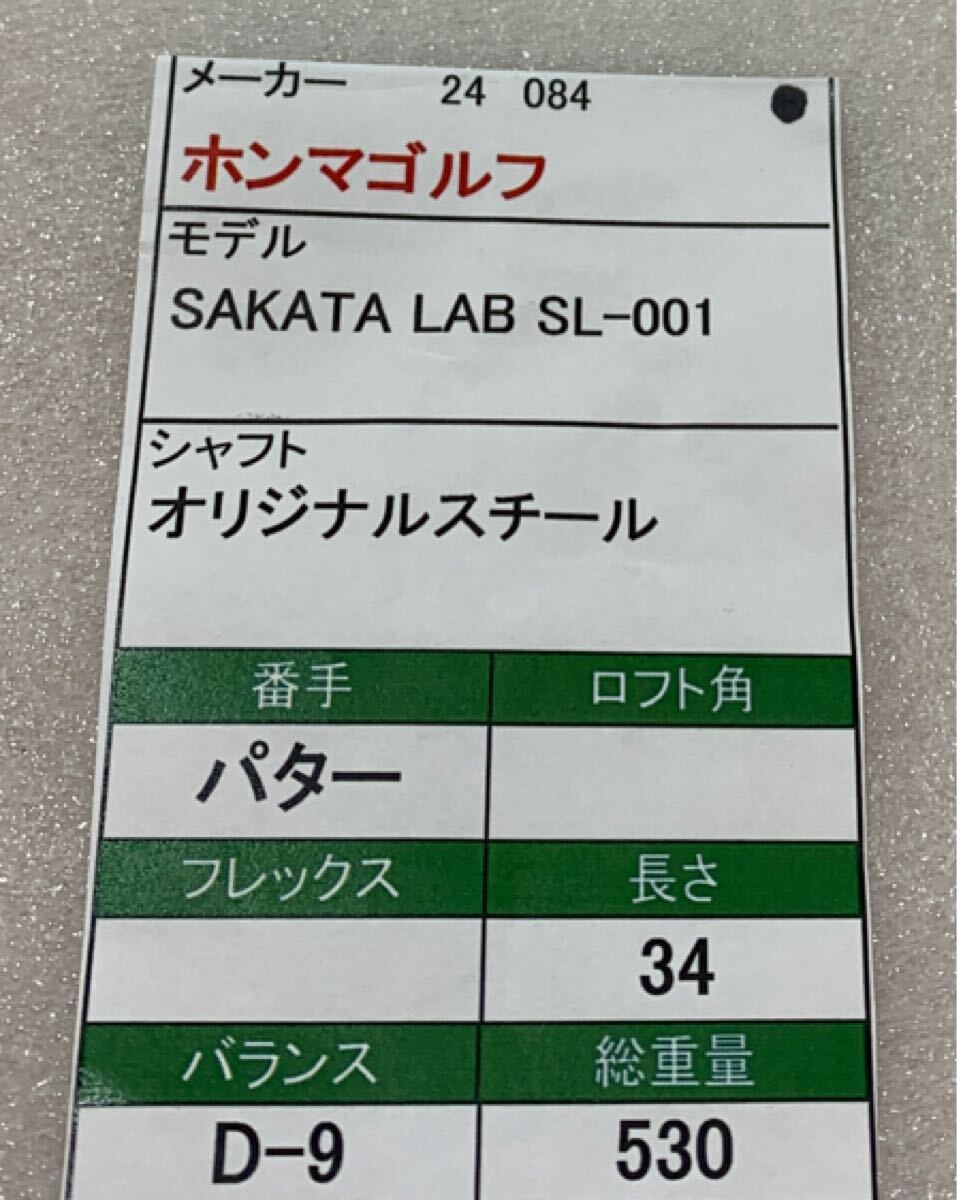 メーカー 24 084
ホンマゴルフ
モデル
SAKATA LAB SL-001
シャフト
オリジナルスチール
番手 ロフト角
パター
フレックス 長さ
34
バランス 総重量
D-9 530